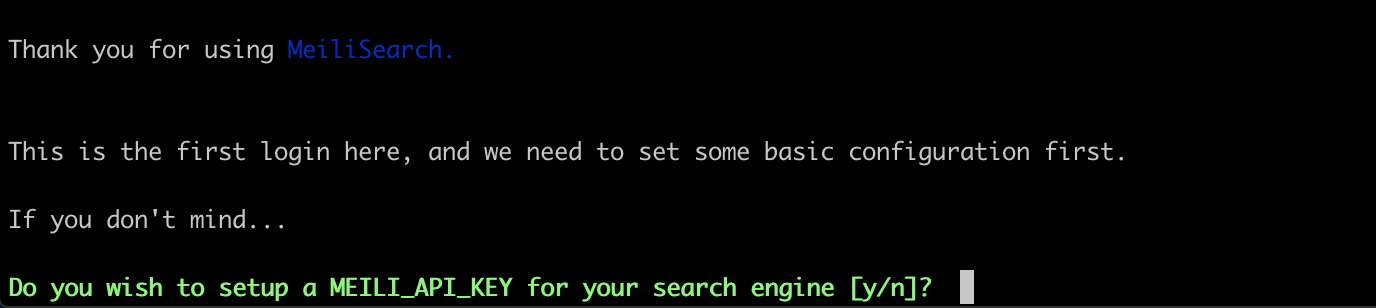 Thank you for using MeiliSearch.
This is the first login here, and we need to set some basic configuration first.
If you don't mind...
Do you wish to setup a MEILI_API_KEY for your search engine [y/n]?